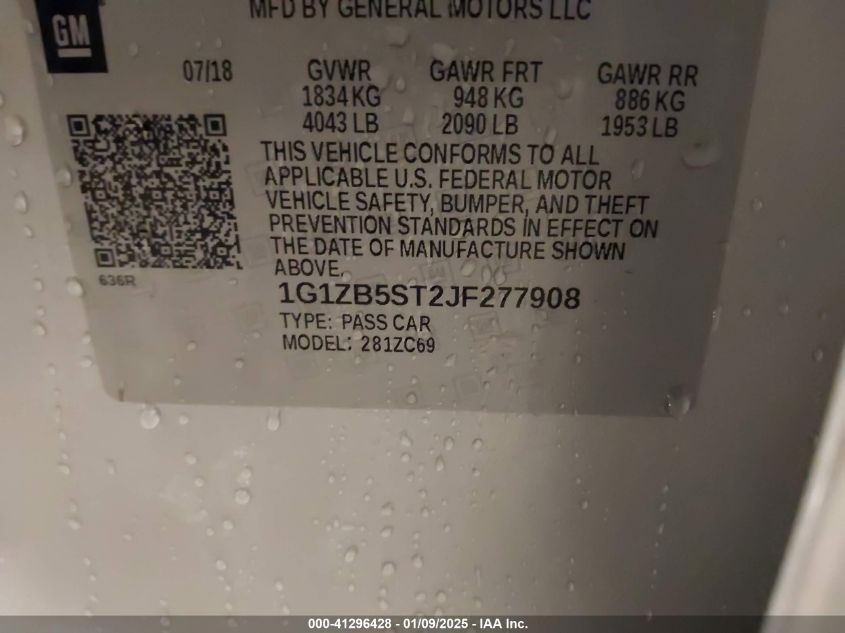 MFD BY GENERAL MOTORS LLC
GM
07/18 GVWR GAWR FRT GAWR RR
1834 KG 948 KG 886 KG
4043 LB 2090 LB 1953 LB
THIS VEHICLE CONFORMS TO ALL
APPLICABLE U.S. FEDERAL MOTOR
VEHICLE SAFETY, BUMPER, AND THEFT
PREVENTION STANDARDS IN EFFECT ON
THE DATE OF MANUFACTURE SHOWN
ABOVE.
636R
1G1ZB5ST2JF277908
TYPE: PASS CAR
MODEL: 281ZC69
000-41296428 - 01/09/2025 - IAA Inc.